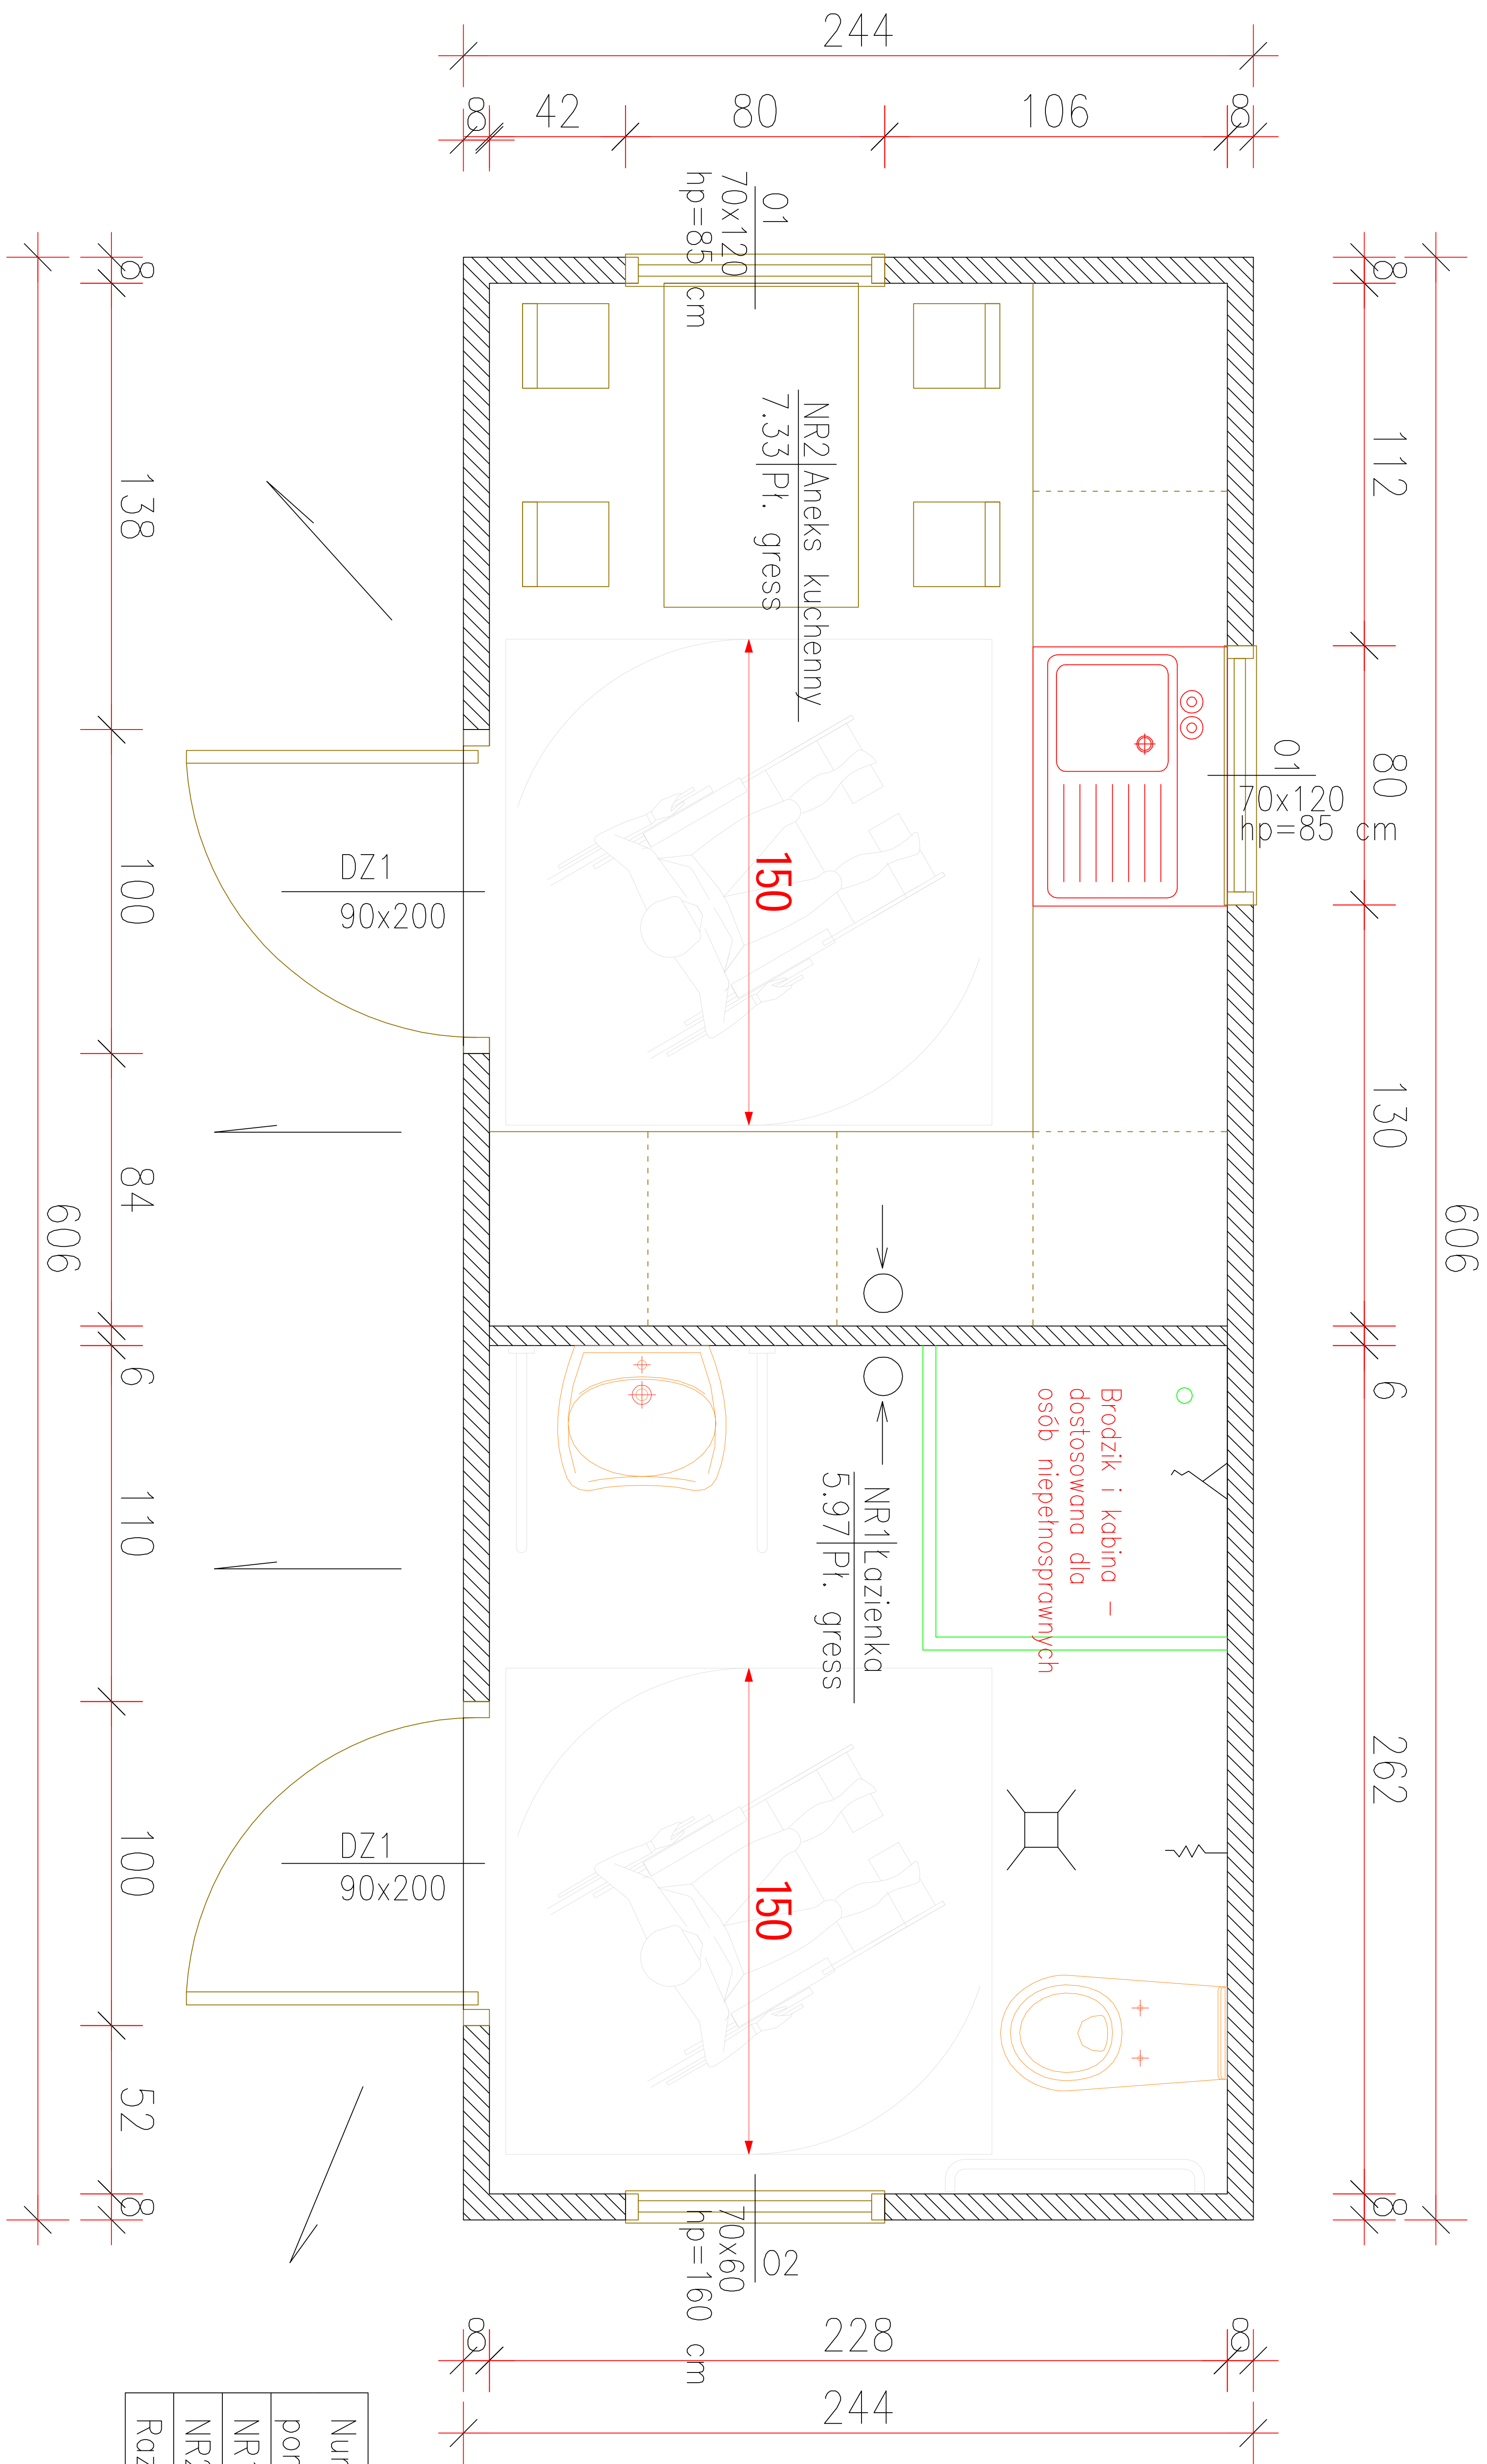 244
8
42
80
106
8
O1
70x120
hp=85 cm
606
8
112
80
130
6
262
8
O1
70x120
hp=85 cm
NR2 Aneks kuchenny
7.33 Pł. gress
150
DZ1
90x200
Brodzik i kabina –
dostosowana dla
osób niepełnosprawnych
NR1 Łazienka
5.97 Pł. gress
150
DZ1
90x200
O2
70x60
hp=160 cm
8
138
100
84
6
110
100
52
8
606
8
228
8
244